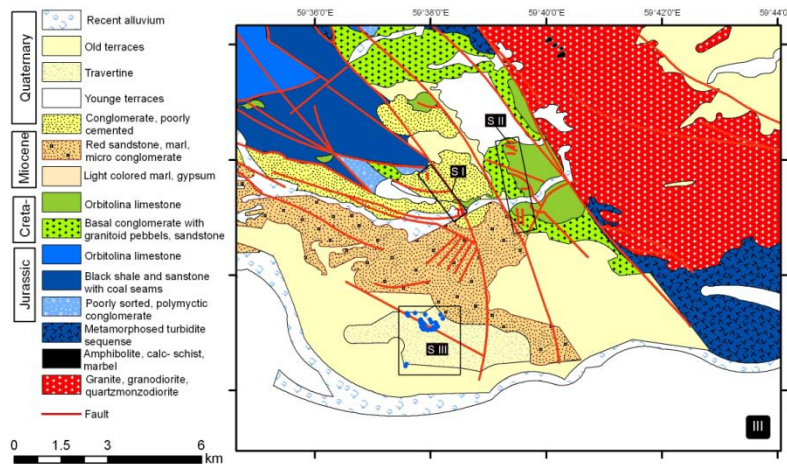 59°36'0"E 59°38'0"E 59°40'0"E 59°42'0"E 59°44'0
Quaternary
Recent alluvium
Old terraces
Travertine
Younge terraces
Conglomerate, poorly
cemented
Miocene
Red sandstone, marl,
micro conglomerate
Light colored marl, gypsum
Creta-
Orbitolina limestone
Basal conglomerate with
granitoid pebbels, sandstone
Jurassic
Orbitolina limestone
Black shale and sanstone
with coal seams
Poorly sorted, polymyctic
conglomerate
Metamorphosed turbidite
sequense
Amphibolite, calc- schist,
marbel
Granite, granodiorite,
quartzmonzodiorite
Fault
0 1.5 3 6
km
S II
S I
S III
III